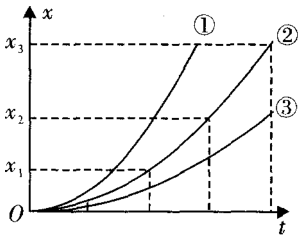 x
①
②
③
x₃
x₂
x₁
O
t